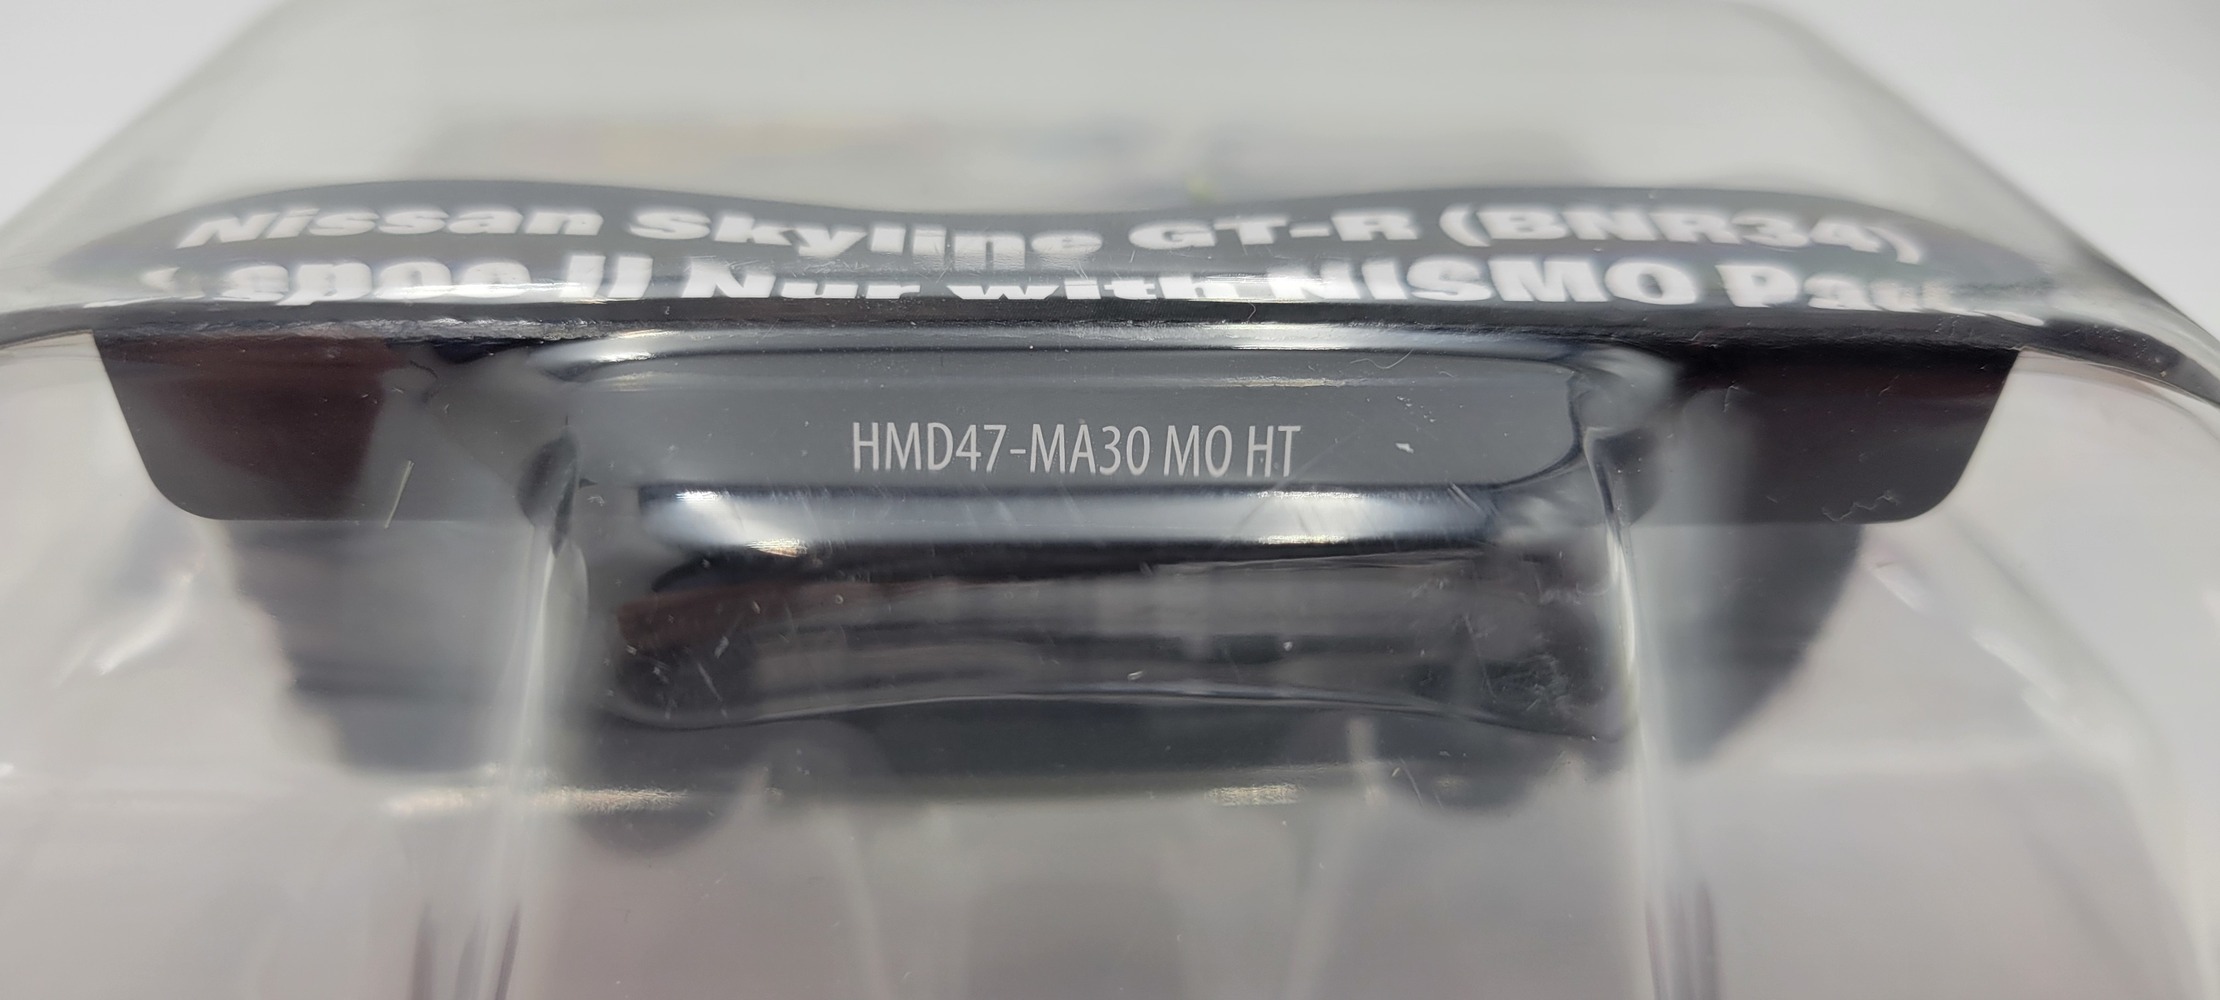 Nissan Skyline GT-R (BNR34)
spec II Nur with NISMO
HMD47-MA30 MO HT